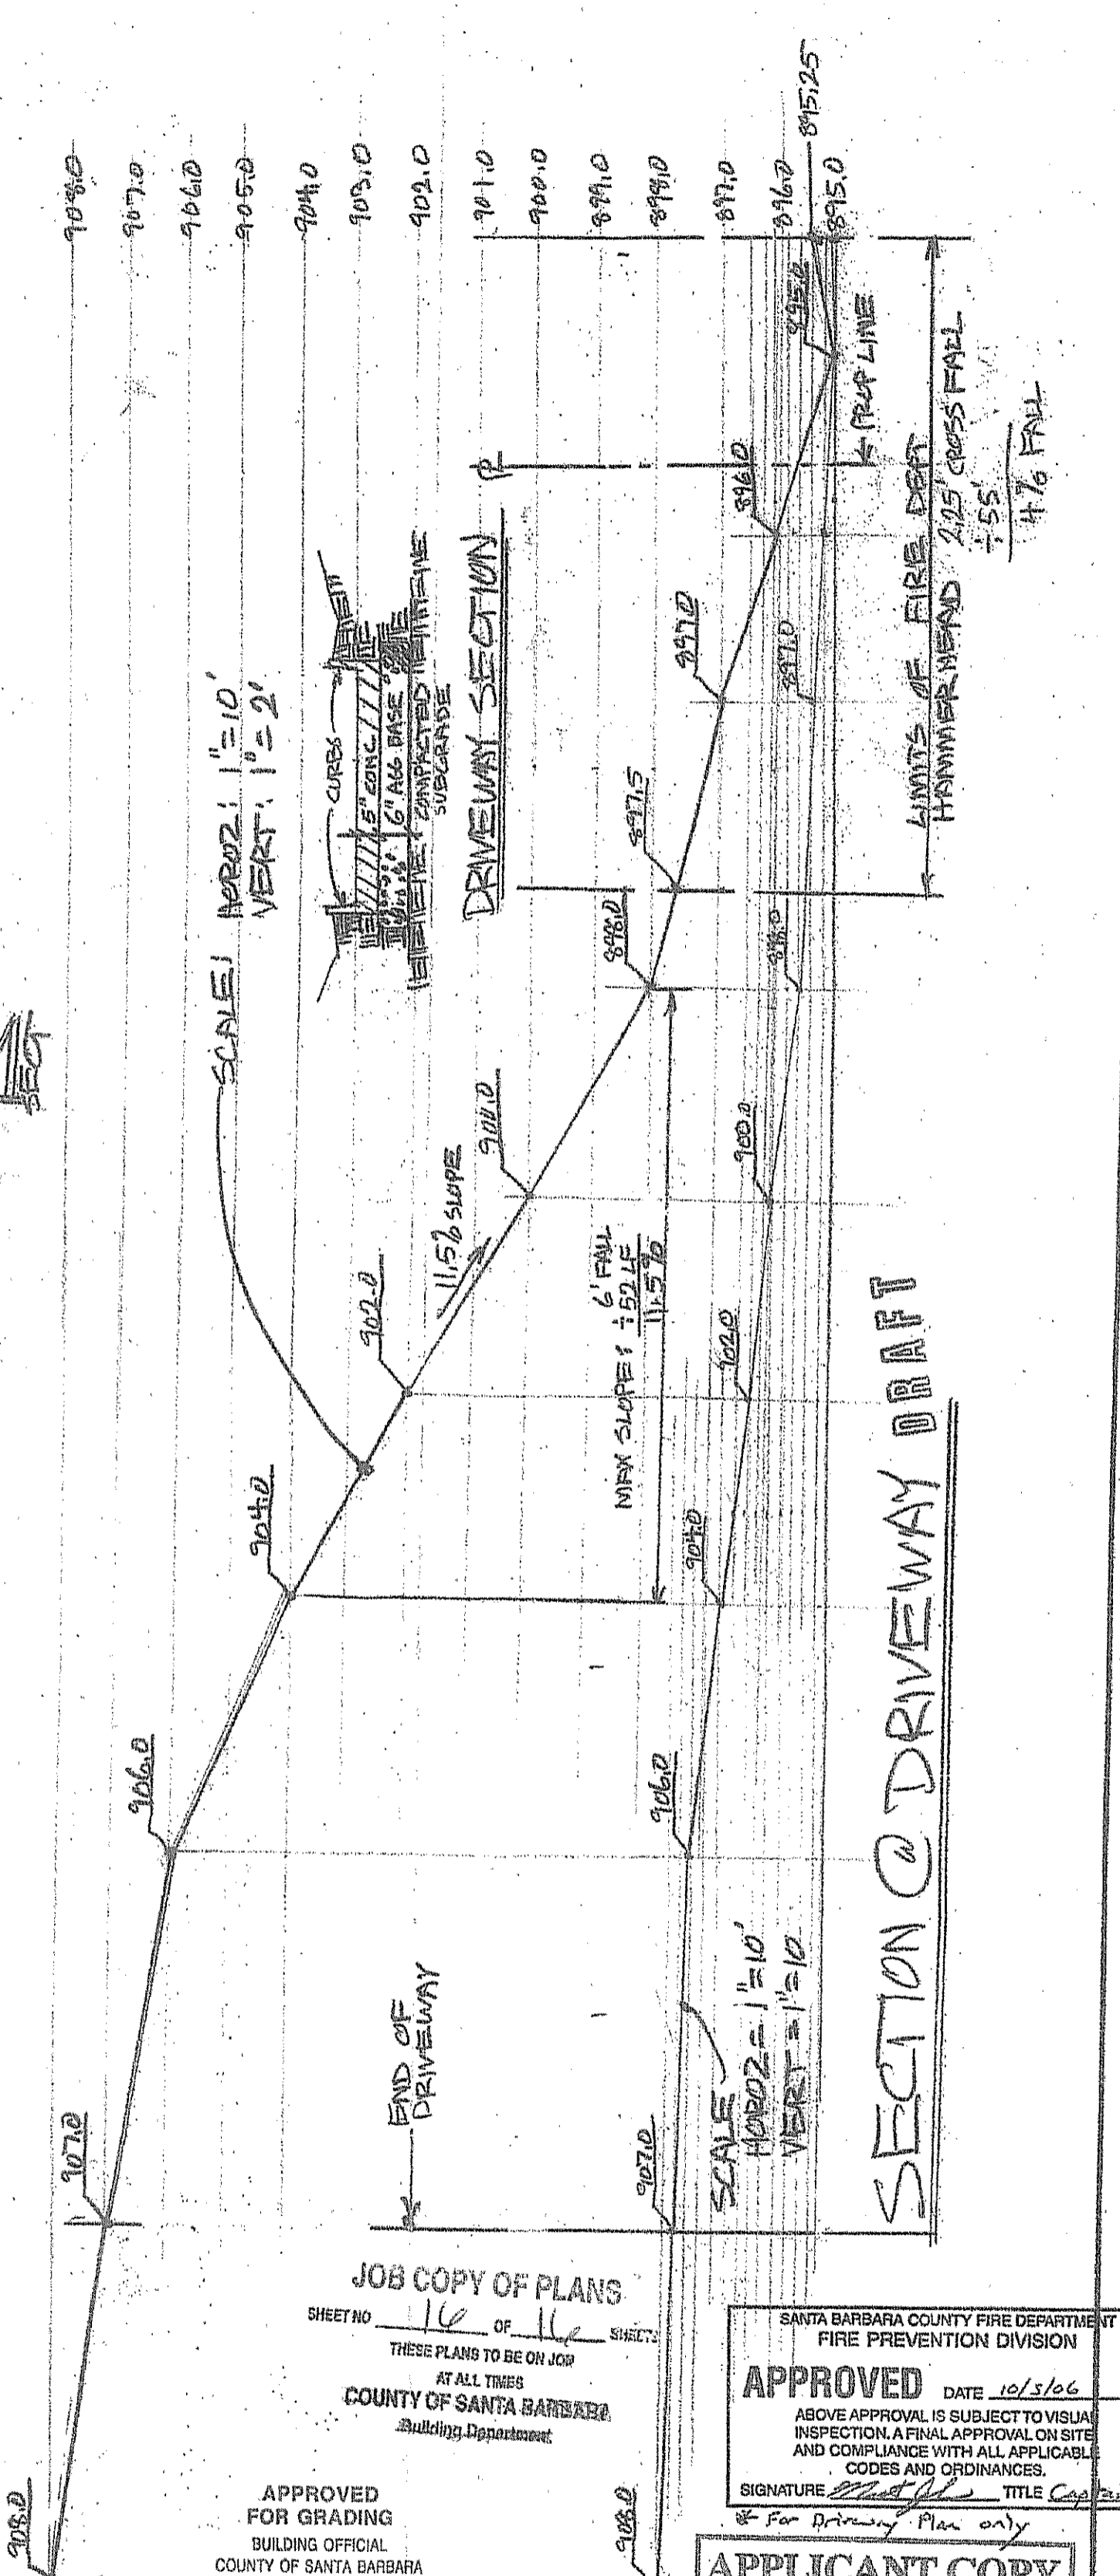 908.0
907.0
906.0
905.0
904.0
903.0
902.0
901.0
900.0
899.0
898.0
897.0
896.0
895.25
895.0
SECT
SCALE: HOROZ: 1"=10'
VERT: 1"=2'
CURBS
5" CONC
6" AGG BASE
COMPACTED
SUBGRADE
DRIVEWAY SECTION
PROP LINE
908.0
907.0
906.0
904.0
902.0
11.5% SLOPE
900.0
898.0
897.5
897.0
896.0
895.0
END OF
DRIVEWAY
MAX SLOPE: 6' FALL
÷ 52 LF
11.5%
908.0
907.0
906.0
904.0
902.0
900.0
898.0
897.0
SCALE
HOROZ = 1"=10'
VERT = 1"=10
LIMITS OF FIRE DEPT
HAMMERHEAD 2.25' CROSS FALL
÷ 55'
4% FALL
SECTION @ DRIVEWAY DRAFT
JOB COPY OF PLANS
SHEET NO 16 OF 16 SHEETS
THESE PLANS TO BE ON JOB
AT ALL TIMES
COUNTY OF SANTA BARBARA
Building Department
APPROVED
FOR GRADING
BUILDING OFFICIAL
COUNTY OF SANTA BARBARA
SANTA BARBARA COUNTY FIRE DEPARTMENT
FIRE PREVENTION DIVISION
APPROVED DATE 10/5/06
ABOVE APPROVAL IS SUBJECT TO VISUAL
INSPECTION. A FINAL APPROVAL ON SITE
AND COMPLIANCE WITH ALL APPLICABLE
CODES AND ORDINANCES.
SIGNATURE TITLE
* For Driveway Plan only
APPLICANT COPY